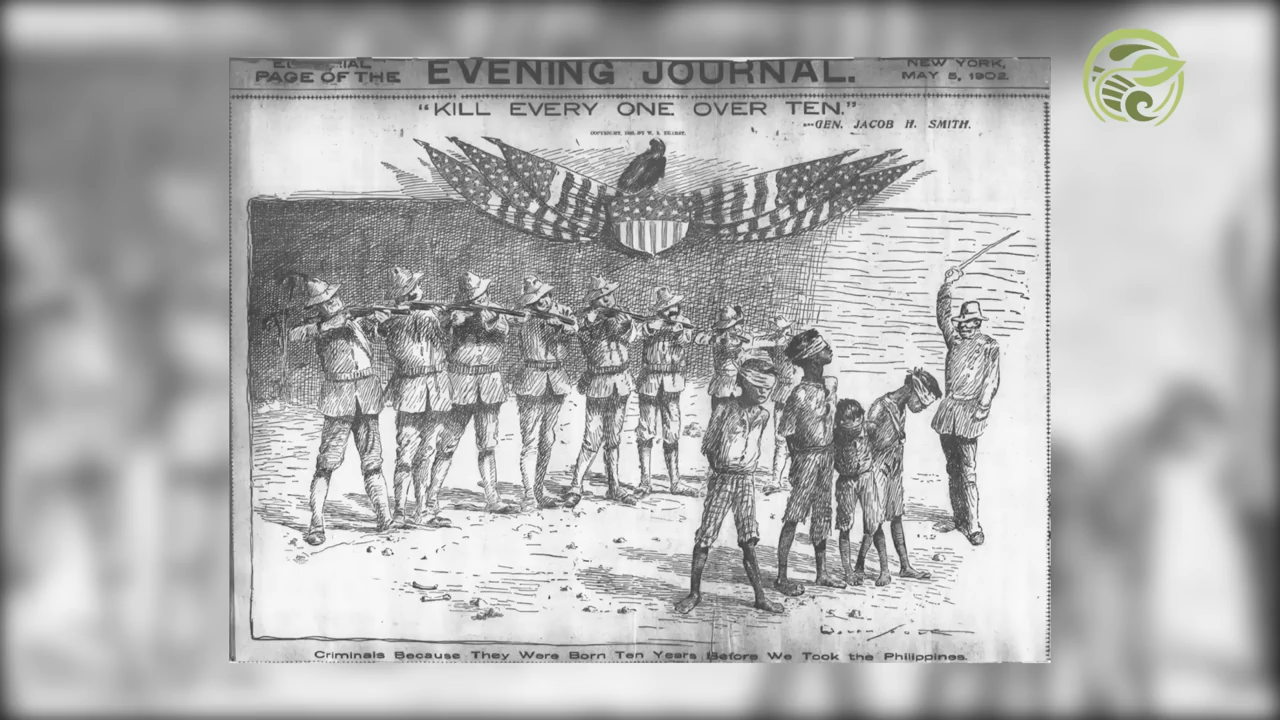 PAGE OF THE
EVENING JOURNAL.
NEW YORK,
MAY 5, 1902.
"KILL EVERY ONE OVER TEN."
GEN. JACOB H. SMITH.
Criminals Because They Were Born Ten Years Before We Took the Philippines.